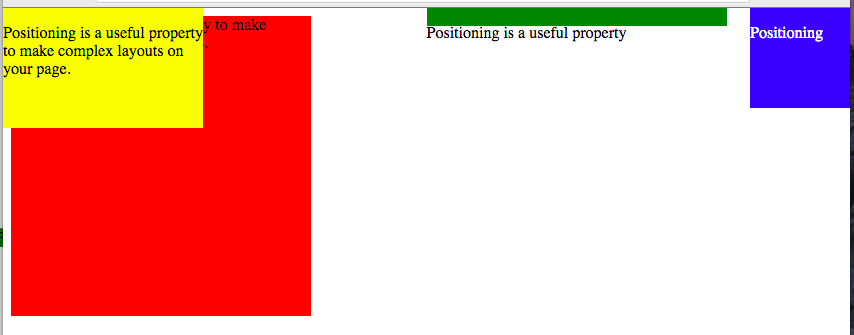 Positioning is a useful property
to make complex layouts on
your page.
y to make
.
Positioning is a useful property
Positioning